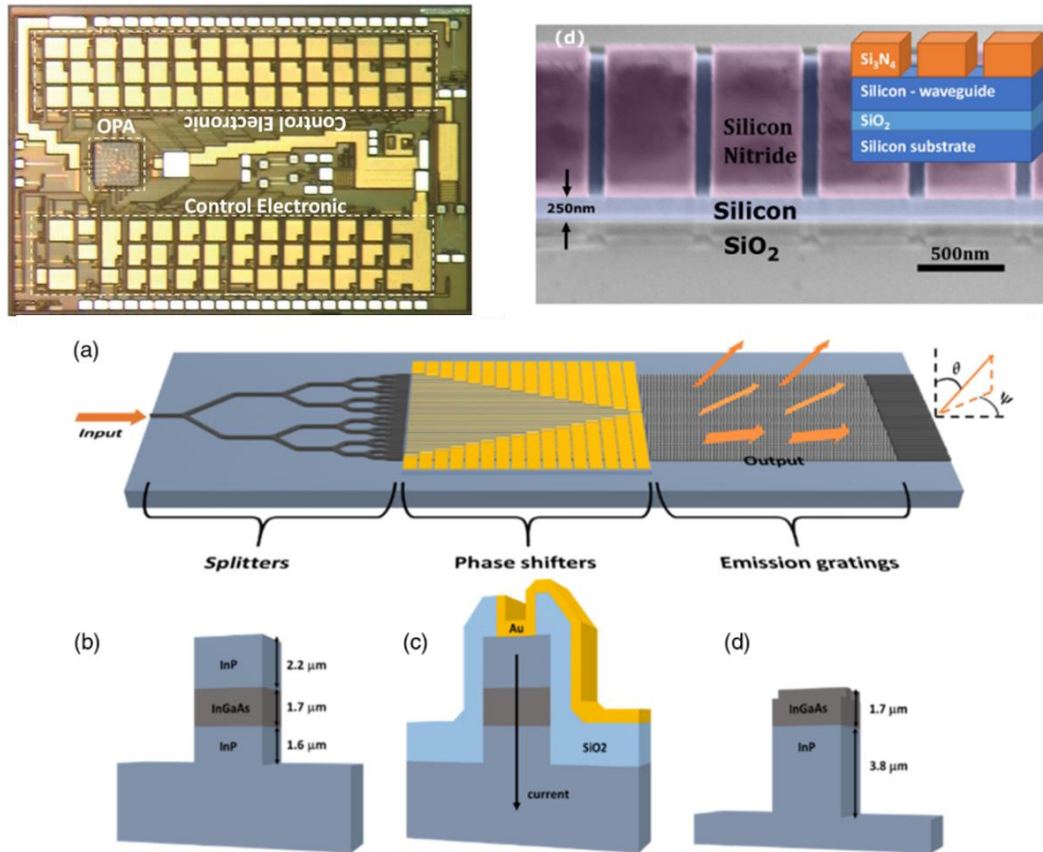 OPA
Control Electronic
Control Electronic
(d)
Si₃N₄
Silicon - waveguide
SiO₂
Silicon substrate
Silicon
Nitride
250nm
Silicon
SiO₂
500nm
(a)
Input
Output
θ
ψ
Splitters
Phase shifters
Emission gratings
(b)
InP
2.2 μm
InGaAs
1.7 μm
InP
1.6 μm
(c)
Au
SiO2
current
(d)
InGaAs
1.7 μm
InP
3.8 μm